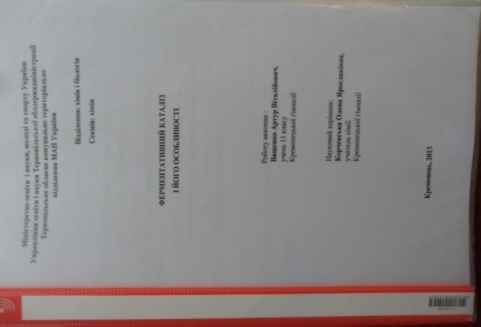 Міністерство освіти і науки, молоді та спорту України
Управління освіти і науки Тернопільської облдержадміністрації
Тернопільське обласне комунальне територіальне
відділення МАН України
Відділення: хімія і біологія
Секція: хімія
ФЕРМЕНТАТИВНИЙ КАТАЛІЗ
І ЙОГО ОСОБЛИВОСТІ
Роботу виконав:
Ващенко Артур Віталійович,
учень 11 класу
Кременецької гімназії
Науковий керівник:
Корчевська Олена Ярославівна,
учитель хімії
Кременецької гімназії
Кременець, 2013